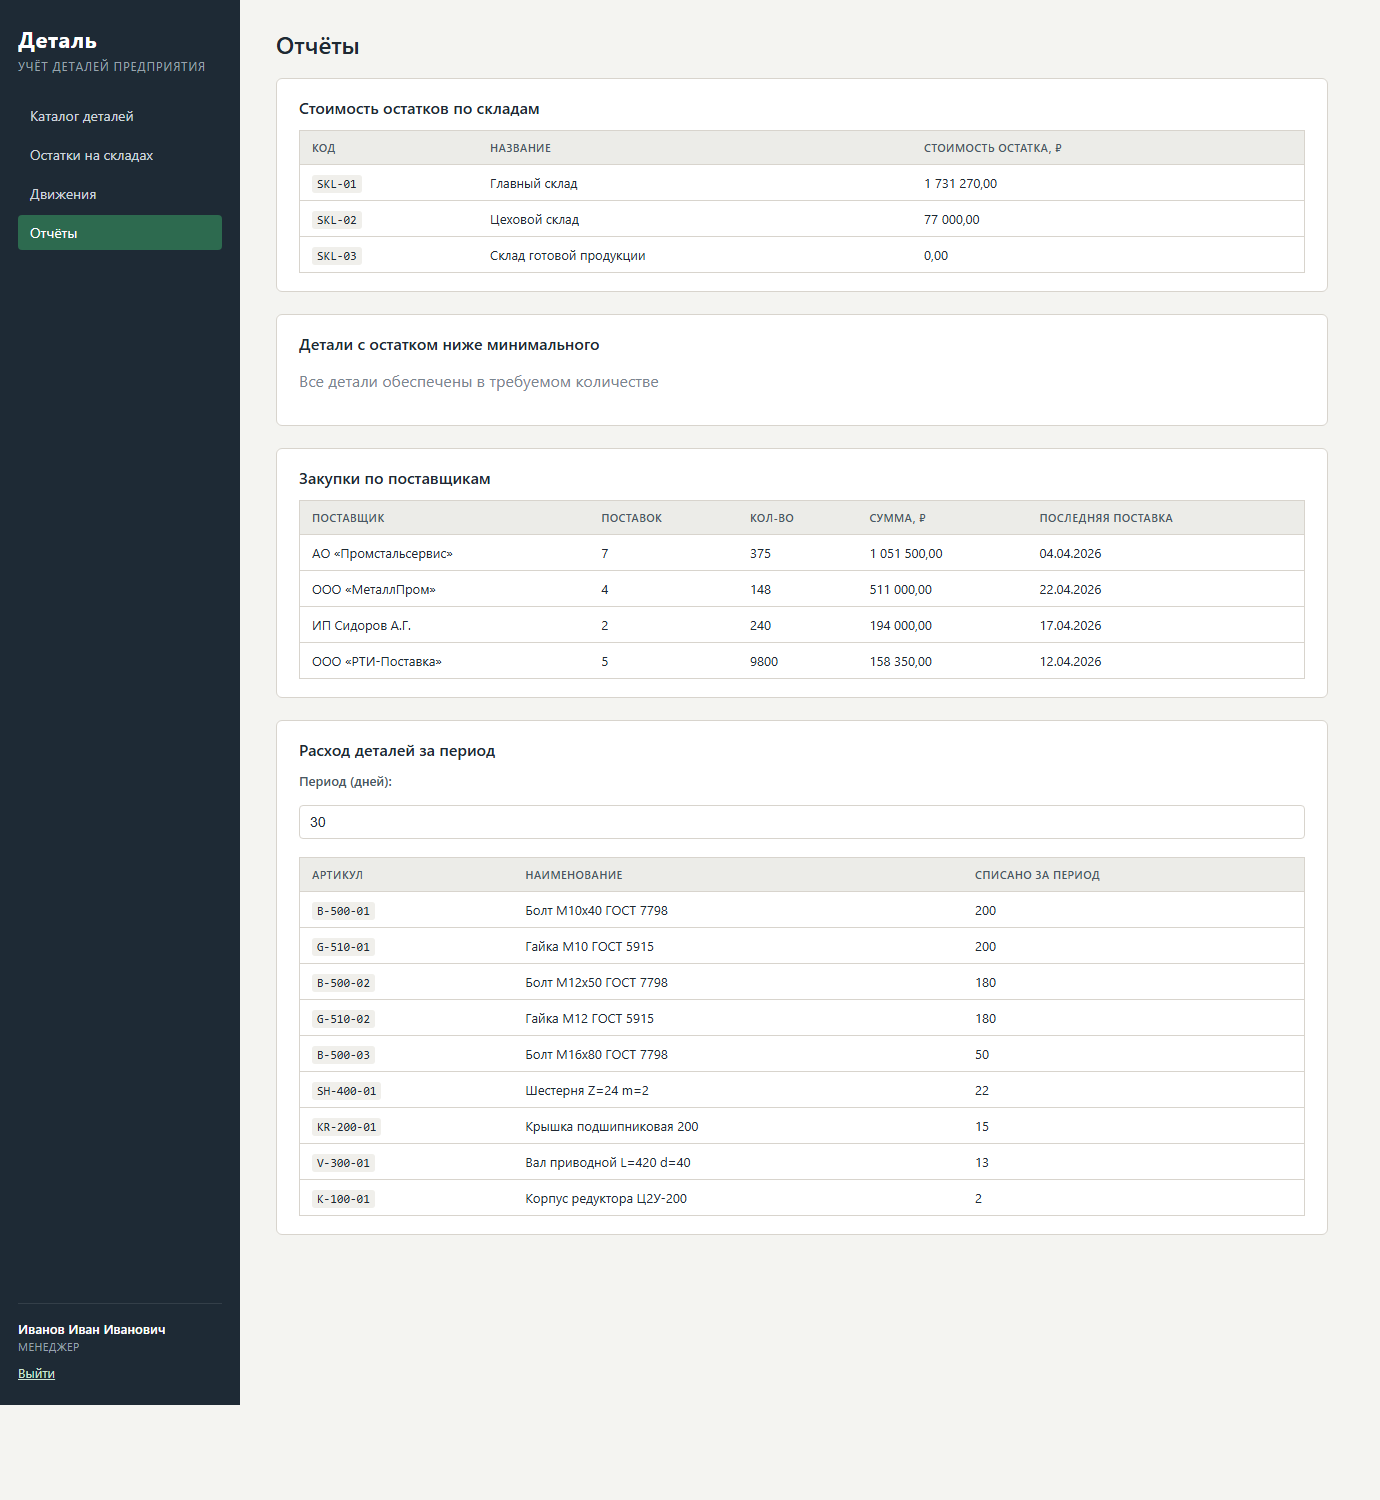 Деталь
УЧЁТ ДЕТАЛЕЙ ПРЕДПРИЯТИЯ
Каталог деталей
Остатки на складах
Движения
Отчёты
Иванов Иван Иванович
МЕНЕДЖЕР
Выйти
Отчёты
Стоимость остатков по складам
КОД НАЗВАНИЕ СТОИМОСТЬ ОСТАТКА, ₽
SKL-01 Главный склад 1 731 270,00
SKL-02 Цеховой склад 77 000,00
SKL-03 Склад готовой продукции 0,00
Детали с остатком ниже минимального
Все детали обеспечены в требуемом количестве
Закупки по поставщикам
ПОСТАВЩИК ПОСТАВОК КОЛ-ВО СУММА, ₽ ПОСЛЕДНЯЯ ПОСТАВКА
АО «Промстальсервис» 7 375 1 051 500,00 04.04.2026
ООО «МеталлПром» 4 148 511 000,00 22.04.2026
ИП Сидоров А.Г. 2 240 194 000,00 17.04.2026
ООО «РТИ-Поставка» 5 9800 158 350,00 12.04.2026
Расход деталей за период
Период (дней):
30
АРТИКУЛ НАИМЕНОВАНИЕ СПИСАНО ЗА ПЕРИОД
B-500-01 Болт М10х40 ГОСТ 7798 200
G-510-01 Гайка М10 ГОСТ 5915 200
B-500-02 Болт М12х50 ГОСТ 7798 180
G-510-02 Гайка М12 ГОСТ 5915 180
B-500-03 Болт М16х80 ГОСТ 7798 50
SH-400-01 Шестерня Z=24 m=2 22
KR-200-01 Крышка подшипниковая 200 15
V-300-01 Вал приводной L=420 d=40 13
K-100-01 Корпус редуктора Ц2У-200 2